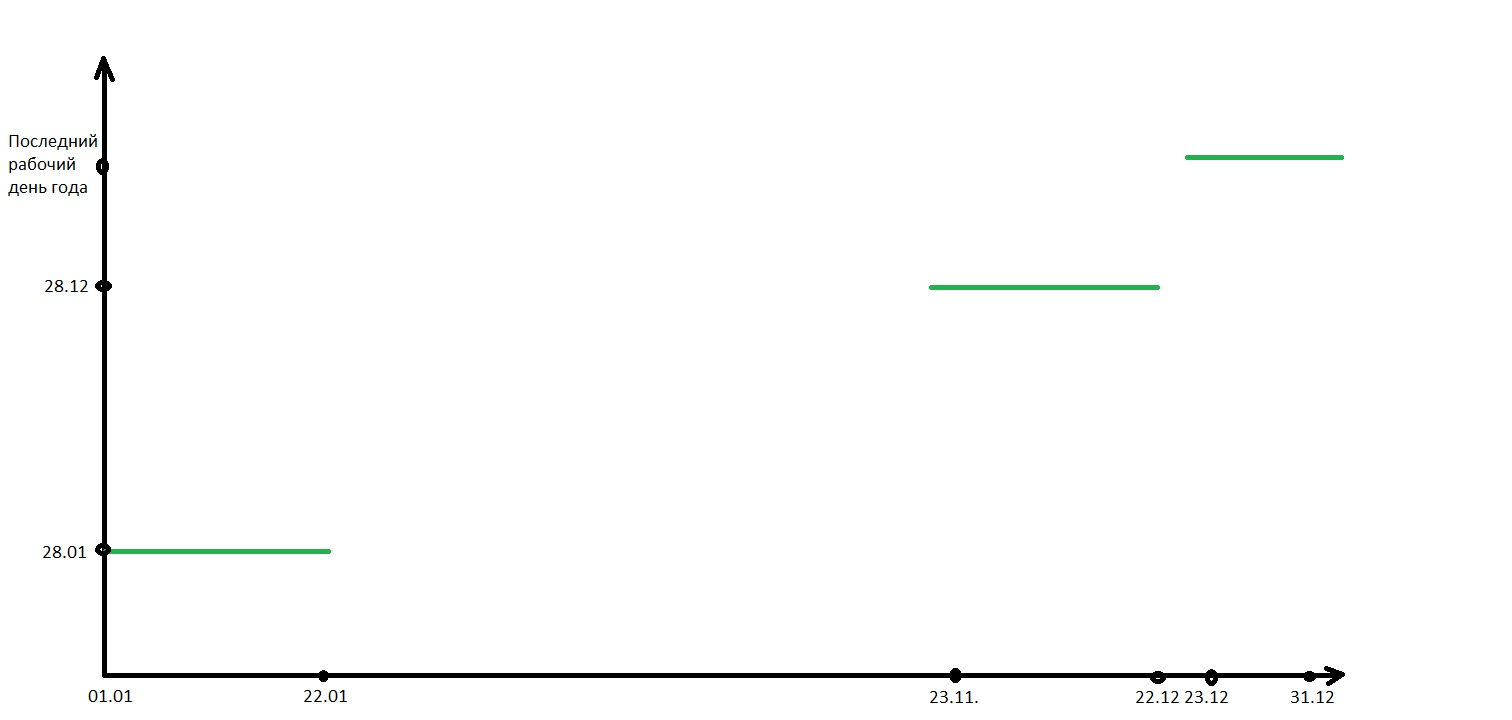 Последний
рабочий
день года
28.12
28.01
01.01
22.01
23.11.
22.12
23.12
31.12